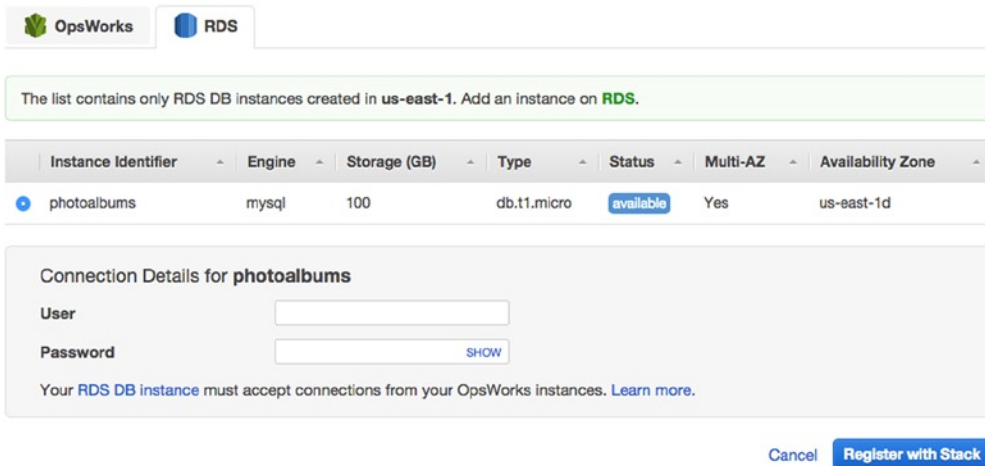 OpsWorks RDS
The list contains only RDS DB instances created in us-east-1. Add an instance on RDS.
Instance Identifier Engine Storage (GB) Type Status Multi-AZ Availability Zone
photoalbums mysql 100 db.t1.micro available Yes us-east-1d
Connection Details for photoalbums
User
Password SHOW
Your RDS DB instance must accept connections from your OpsWorks instances. Learn more.
Cancel Register with Stack